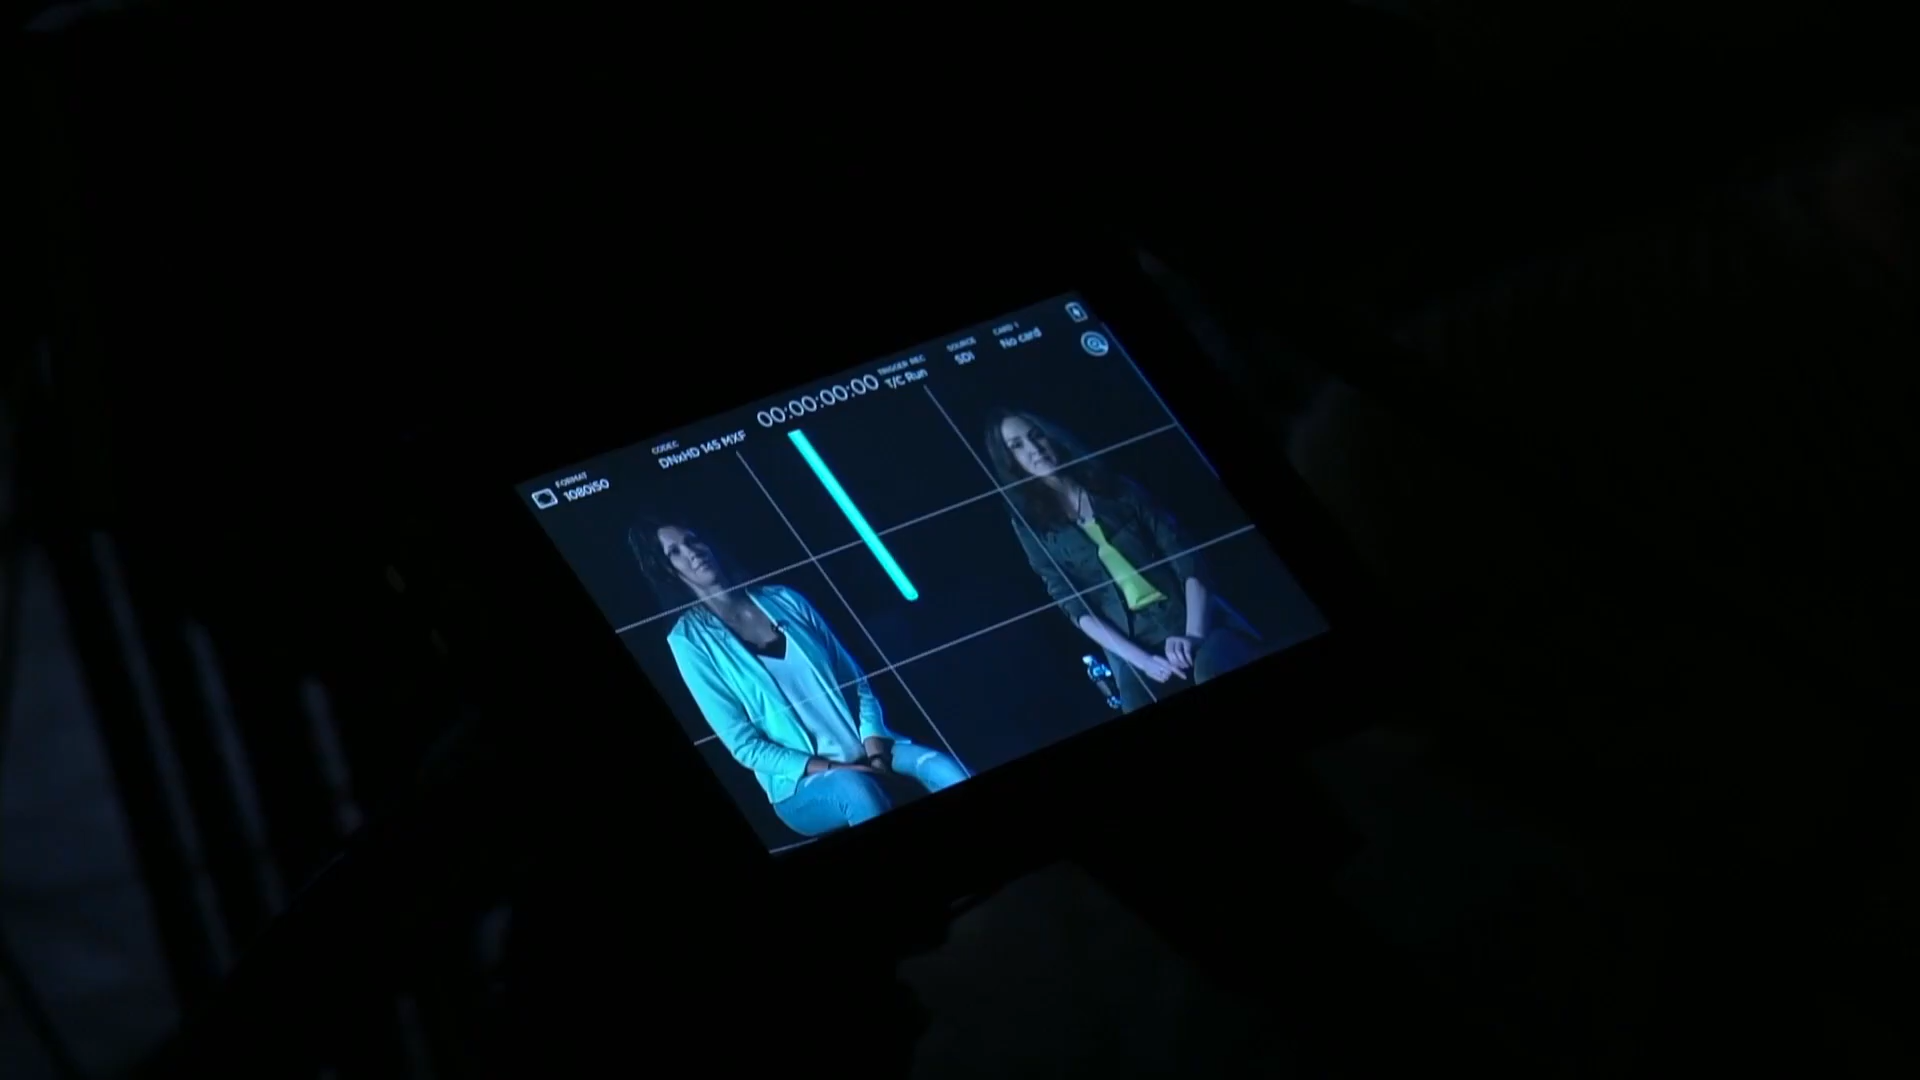 FORMAT
1080i50
CODEC
DNxHD 145 MXF
00:00:00:00
TRIGGER REC
T/C Run
SOURCE
SDI
CARD 1
No card